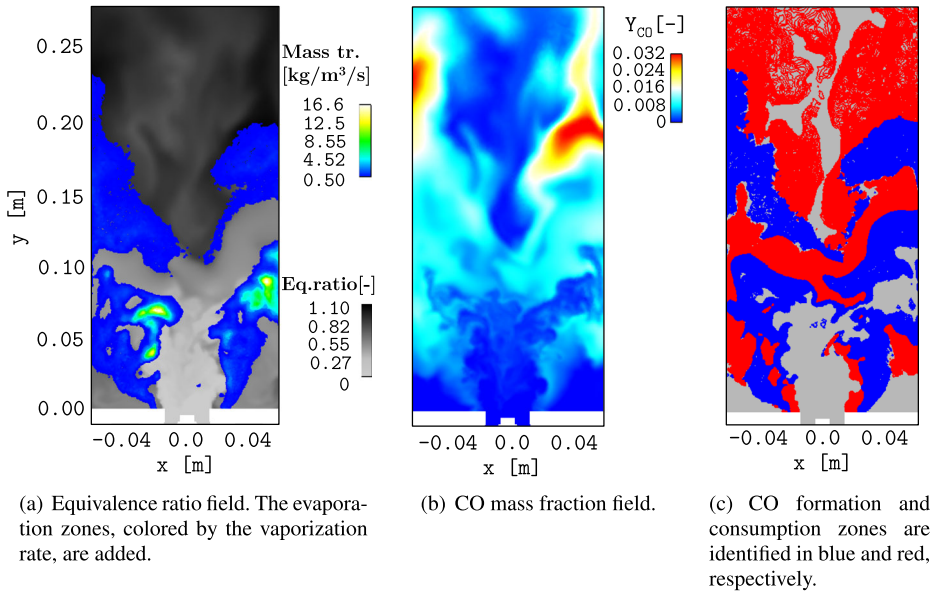 0.25
0.20
0.15
0.10
0.05
0.00
y [m]
-0.04 0.0 0.04
x [m]
Mass tr.
[kg/m³/s]
16.6
12.5
8.55
4.52
0.50
Eq.ratio[-]
1.10
0.82
0.55
0.27
0
Y_CO [-]
0.032
0.024
0.016
0.008
0
-0.04 0.0 0.04
x [m]
-0.04 0.0 0.04
x [m]
(a) Equivalence ratio field. The evapora-
tion zones, colored by the vaporization
rate, are added.
(b) CO mass fraction field.
(c) CO formation and
consumption zones are
identified in blue and red,
respectively.